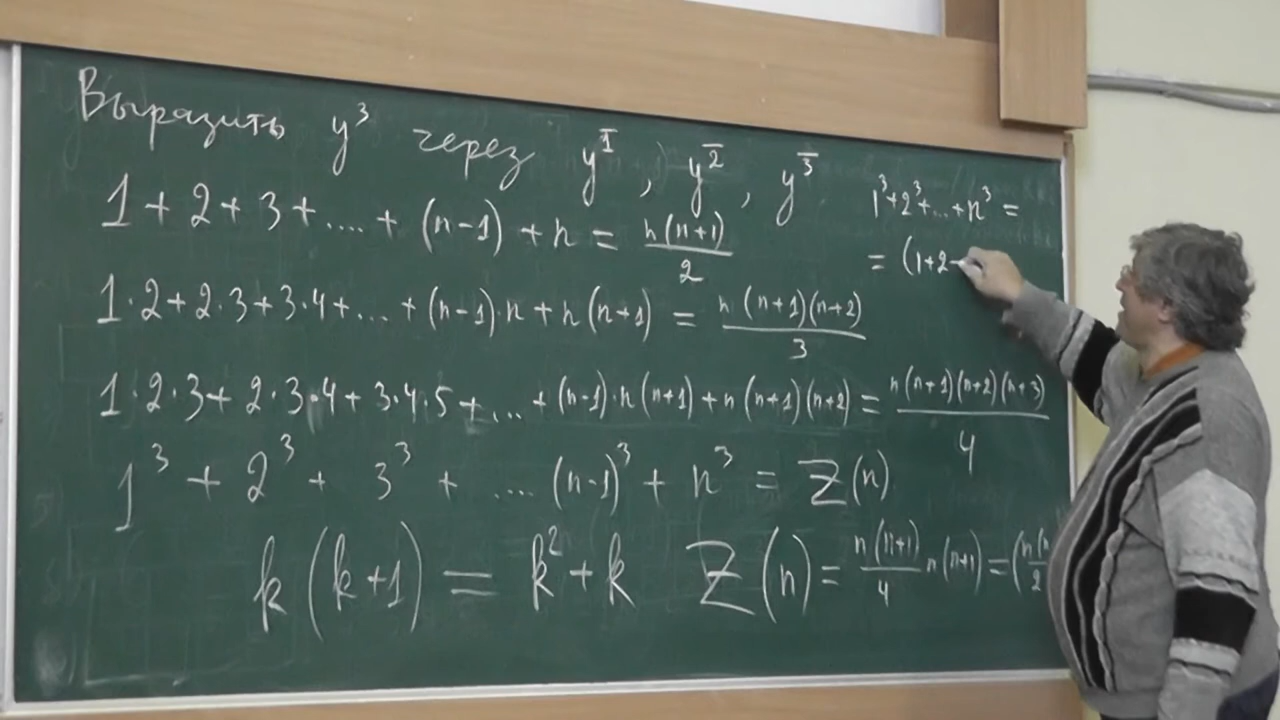 Выразить y³ через y^1̅, y^2̅, y^3̅
1 + 2 + 3 + .... + (n-1) + n = n(n+1)/2
1·2 + 2·3 + 3·4 + ... + (n-1)·n + n(n+1) = n(n+1)(n+2)/3
1·2·3 + 2·3·4 + 3·4·5 + ... + (n-1)·n(n+1) + n(n+1)(n+2) = n(n+1)(n+2)(n+3)/4
1³ + 2³ + 3³ + .... (n-1)³ + n³ = Z(n)
k(k+1) = k² + k
Z(n) = n(n+1)/4 n(n+1) = (n(n /2
1³+2³+...+n³ =
= (1+2+